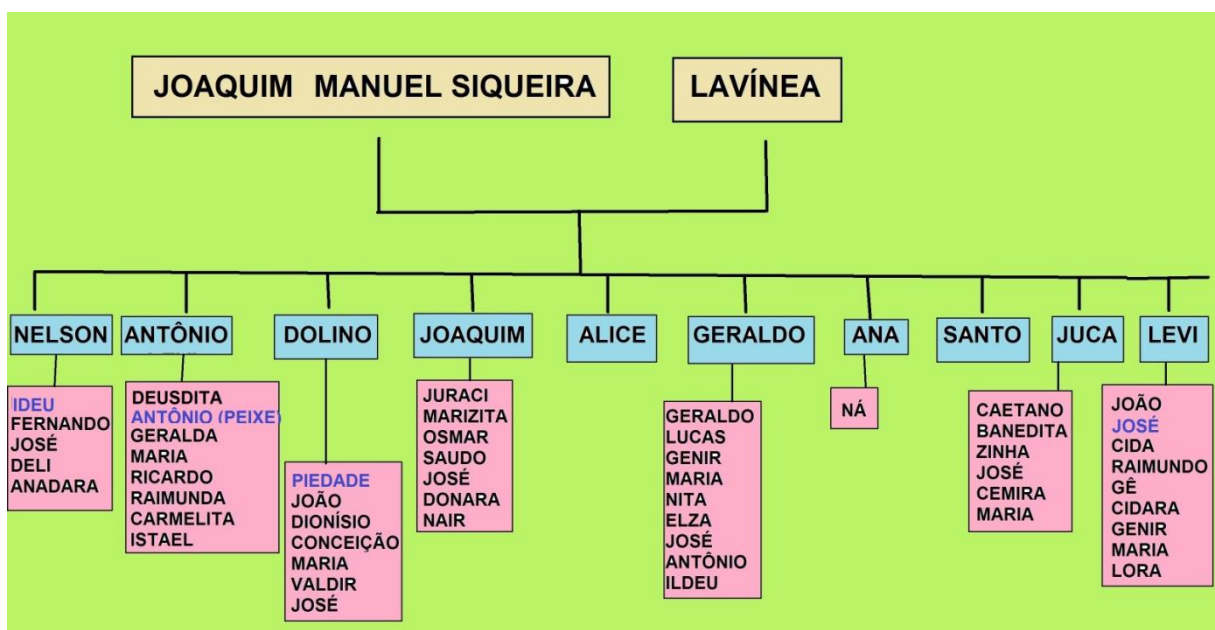 JOAQUIM MANUEL SIQUEIRA
LAVÍNEA
NELSON
ANTÔNIO
DOLINO
JOAQUIM
ALICE
GERALDO
ANA
SANTO
JUCA
LEVI
IDEU
FERNANDO
JOSÉ
DELI
ANADARA
DEUSDITA
ANTÔNIO (PEIXE)
GERALDA
MARIA
RICARDO
RAIMUNDA
CARMELITA
ISTAEL
PIEDADE
JOÃO
DIONÍSIO
CONCEIÇÃO
MARIA
VALDIR
JOSÉ
JURACI
MARIZITA
OSMAR
SAUDO
JOSÉ
DONARA
NAIR
GERALDO
LUCAS
GENIR
MARIA
NITA
ELZA
JOSÉ
ANTÔNIO
ILDEU
NÁ
CAETANO
BANEDITA
ZINHA
JOSÉ
CEMIRA
MARIA
JOÃO
JOSÉ
CIDA
RAIMUNDO
GÊ
CIDARA
GENIR
MARIA
LORA